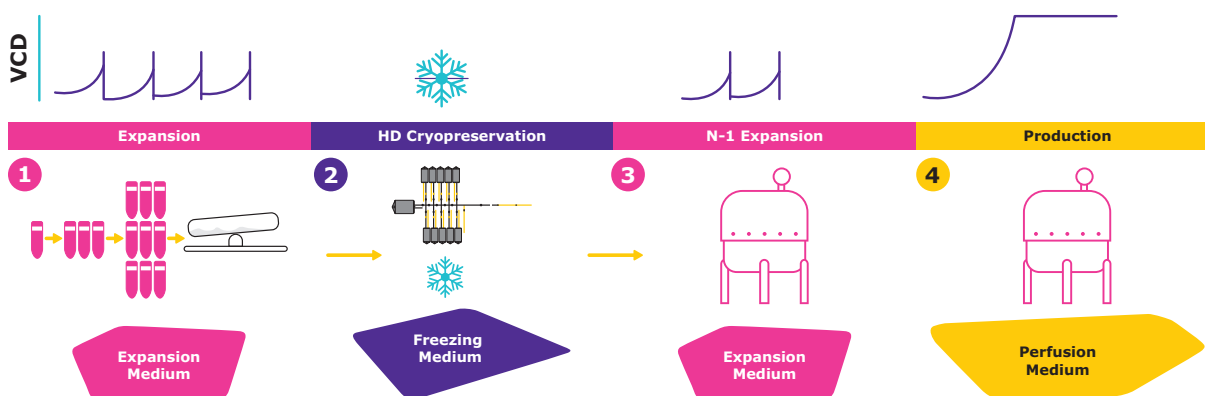 VCD
Expansion
HD Cryopreservation
N-1 Expansion
Production
1
2
3
4
Expansion
Medium
Freezing
Medium
Expansion
Medium
Perfusion
Medium